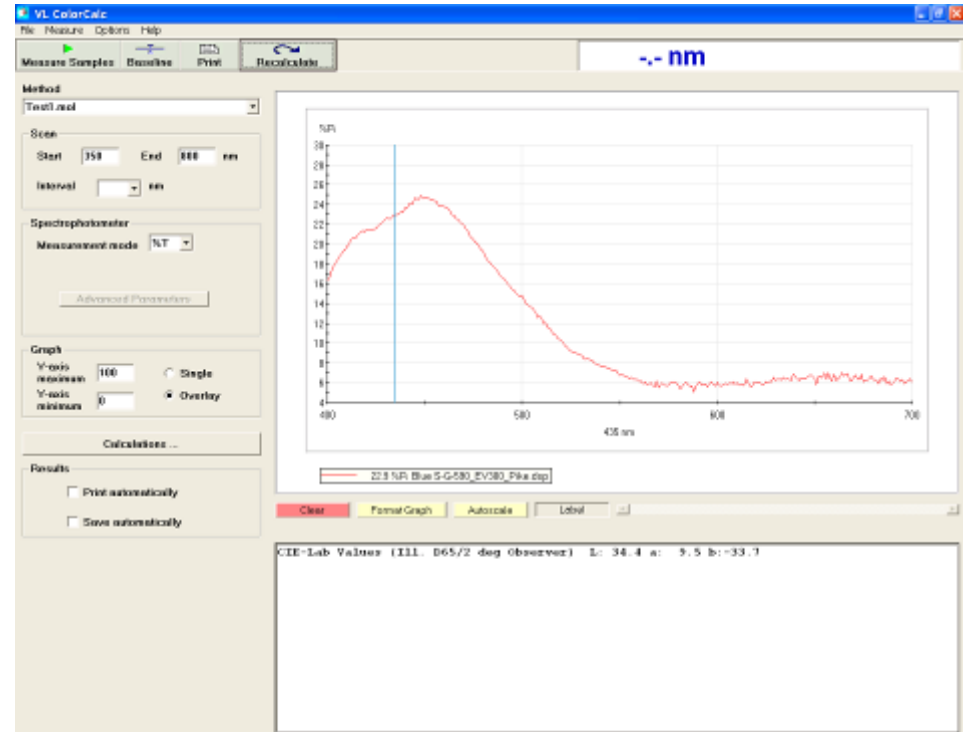 VL ColorCalc
File Measure Options Help
Measure Samples Baseline Print Recalculate
-.- nm
Method
Test1.mol
Scan
Start 350 End 800 nm
Interval nm
Spectrophotometer
Measurement mode %T
Advanced Parameters
Graph
Y-axis maximum 100 Single
Y-axis minimum 0 Overlay
Calculations ...
Results
Print automatically
Save automatically
%R
30
28
26
24
22
20
18
16
14
12
10
8
6
4
400 500 600 700
435 nm
22.9 %R Blue S-G-580_EV380_Pike.dsp
Clear Format Graph Autoscale Label
CIE-Lab Values (Ill. D65/2 deg Observer) L: 34.4 a: 9.5 b:-33.7